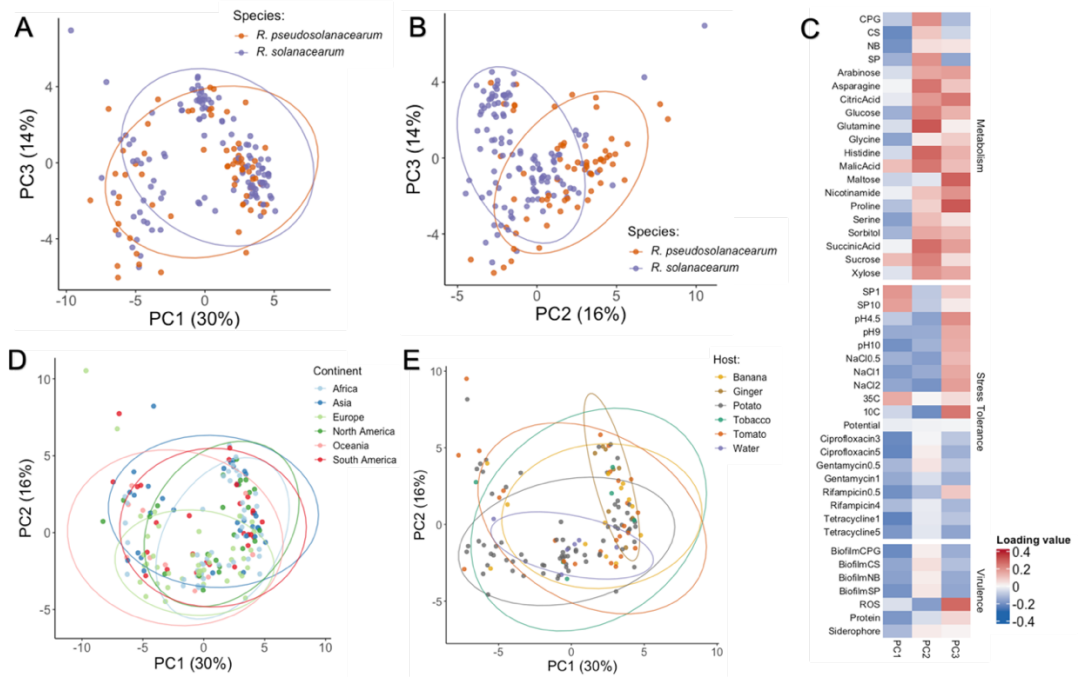 A
Species:
R. pseudosolanacearum
R. solanacearum
PC3 (14%)
4
0
-4
-10
-5
0
5
PC1 (30%)
B
PC3 (14%)
4
0
-4
-5
0
5
10
PC2 (16%)
Species:
R. pseudosolanacearum
R. solanacearum
C
CPG
CS
NB
SP
Arabinose
Asparagine
CitricAcid
Glucose
Glutamine
Glycine
Histidine
MalicAcid
Maltose
Nicotinamide
Proline
Serine
Sorbitol
SuccinicAcid
Sucrose
Xylose
Metabolism
SP1
SP10
pH4.5
pH9
pH10
NaCl0.5
NaCl1
NaCl2
35C
10C
Potential
Ciprofloxacin3
Ciprofloxacin5
Gentamycin0.5
Gentamycin1
Rifampicin0.5
Rifampicin4
Tetracycline1
Tetracycline5
Stress Tolerance
BiofilmCPG
BiofilmCS
BiofilmNB
BiofilmSP
ROS
Protein
Siderophore
Virulence
PC1
PC2
PC3
Loading value
0.4
0.2
0
-0.2
-0.4
D
Continent
Africa
Asia
Europe
North America
Oceania
South America
PC2 (16%)
10
5
0
-5
-10
-5
0
5
10
PC1 (30%)
E
Host:
Banana
Ginger
Potato
Tobacco
Tomato
Water
PC2 (16%)
10
5
0
-5
-5
0
5
10
PC1 (30%)